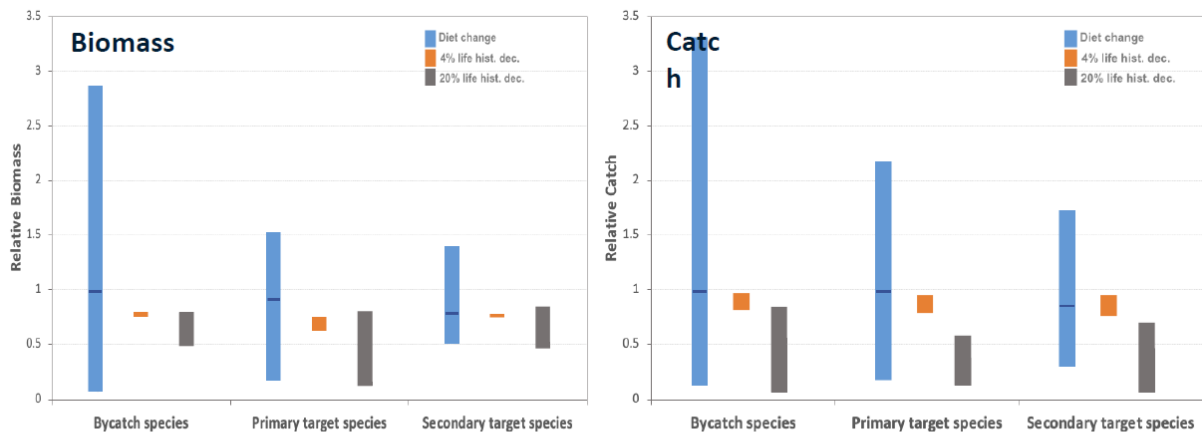 Biomass
Diet change
4% life hist. dec.
20% life hist. dec.
3.5
3
2.5
2
1.5
1
0.5
0
Relative Biomass
Bycatch species
Primary target species
Secondary target species
Catc
h
Diet change
4% life hist. dec.
20% life hist. dec.
3.5
3
2.5
2
1.5
1
0.5
0
Relative Catch
Bycatch species
Primary target species
Secondary target species